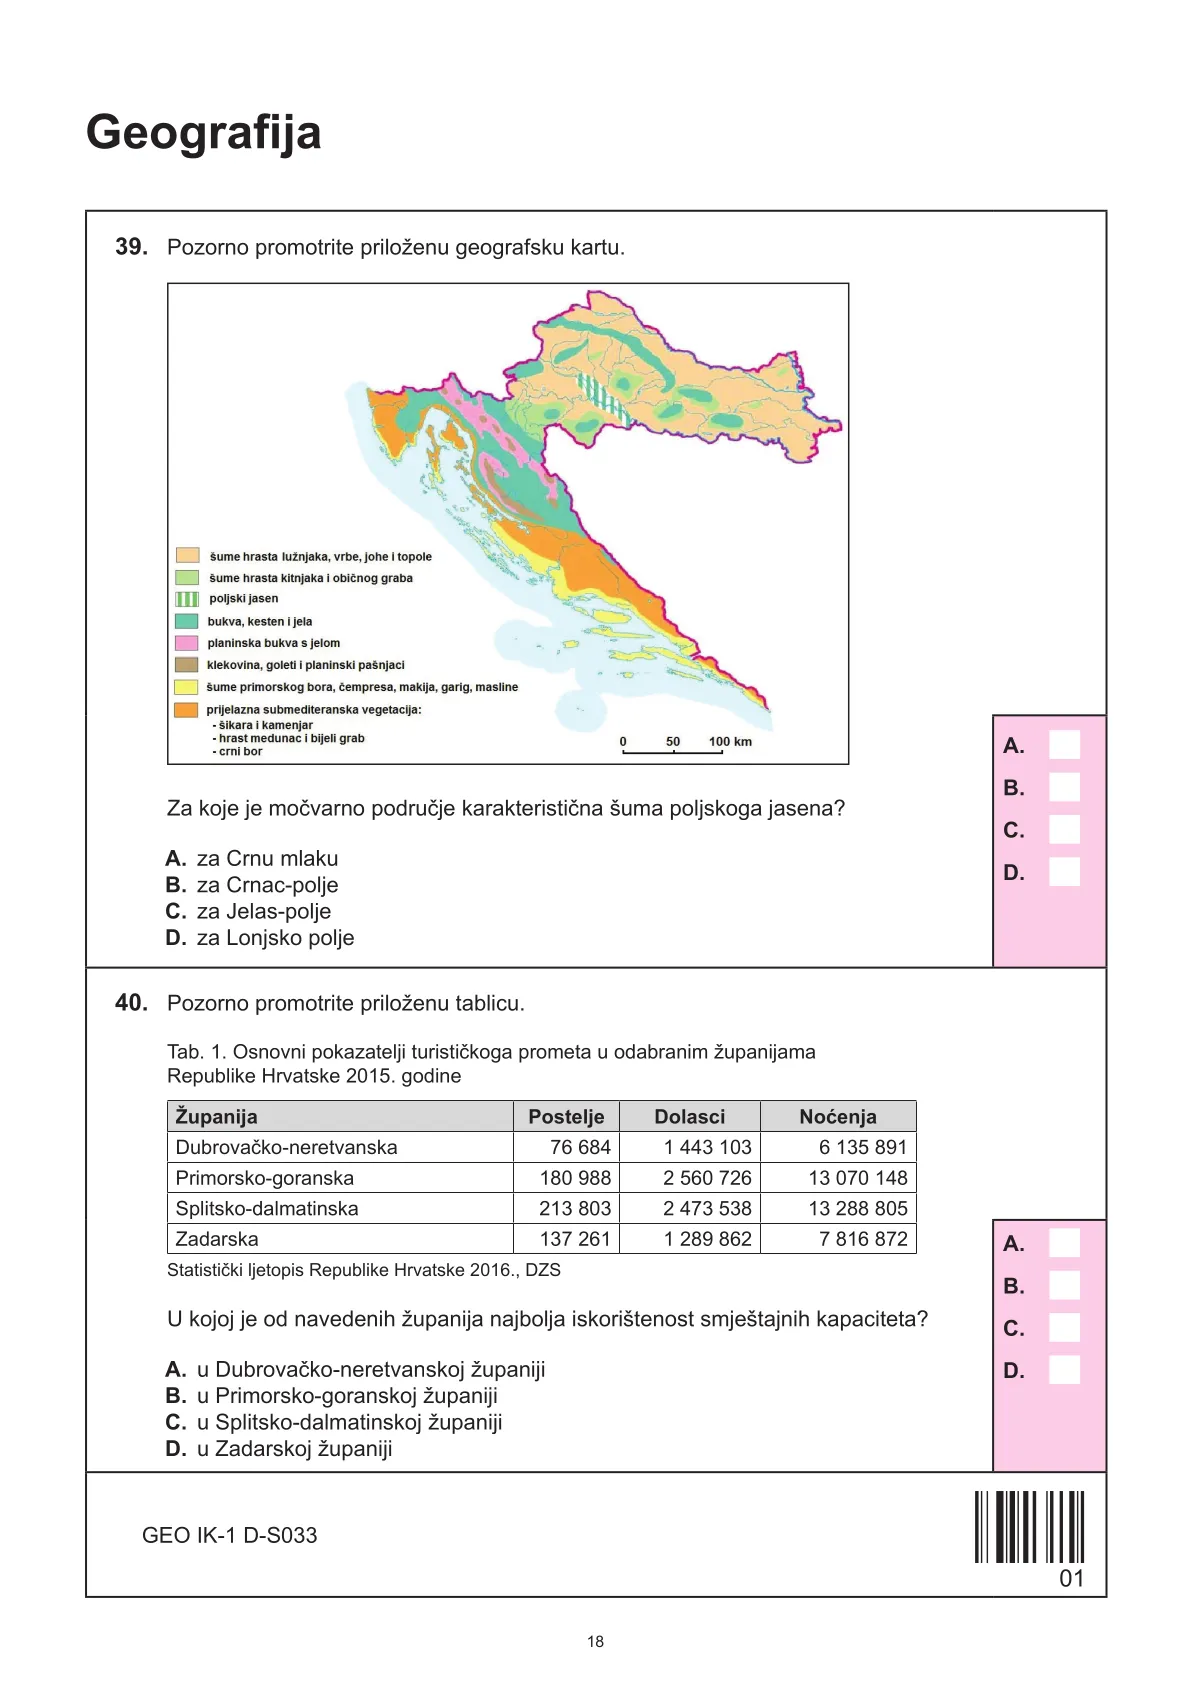 Geografija
39. Pozorno promotrite priloženu geografsku kartu.
šume hrasta lužnjaka, vrbe, johe i topole
šume hrasta kitnjaka i običnog graba
poljski jasen
bukva, kesten i jela
planinska bukva s jelom
klekovina, goleti i planinski pašnjaci
šume primorskog bora, čempresa, makija, garig, masline
prijelazna submediteranska vegetacija:
- šikara i kamenjar
- hrast medunac i bijeli grab
- crni bor
0 50 100 km
Za koje je močvarno područje karakteristična šuma poljskoga jasena?
A. za Crnu mlaku
B. za Crnac-polje
C. za Jelas-polje
D. za Lonjsko polje
A.
B.
C.
D.
40. Pozorno promotrite priloženu tablicu.
Tab. 1. Osnovni pokazatelji turističkoga prometa u odabranim županijama
Republike Hrvatske 2015. godine
Županija Postelje Dolasci Noćenja
Dubrovačko-neretvanska 76 684 1 443 103 6 135 891
Primorsko-goranska 180 988 2 560 726 13 070 148
Splitsko-dalmatinska 213 803 2 473 538 13 288 805
Zadarska 137 261 1 289 862 7 816 872
Statistički ljetopis Republike Hrvatske 2016., DZS
U kojoj je od navedenih županija najbolja iskorištenost smještajnih kapaciteta?
A. u Dubrovačko-neretvanskoj županiji
B. u Primorsko-goranskoj županiji
C. u Splitsko-dalmatinskoj županiji
D. u Zadarskoj županiji
A.
B.
C.
D.
GEO IK-1 D-S033
01
18